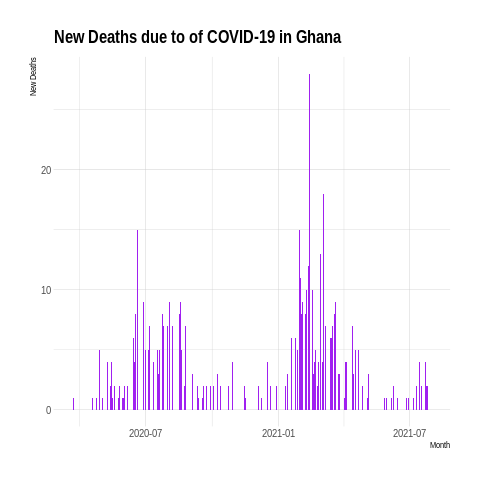 New Deaths due to of COVID-19 in Ghana
New Deaths
20
10
0
2020-07
2021-01
2021-07
Month